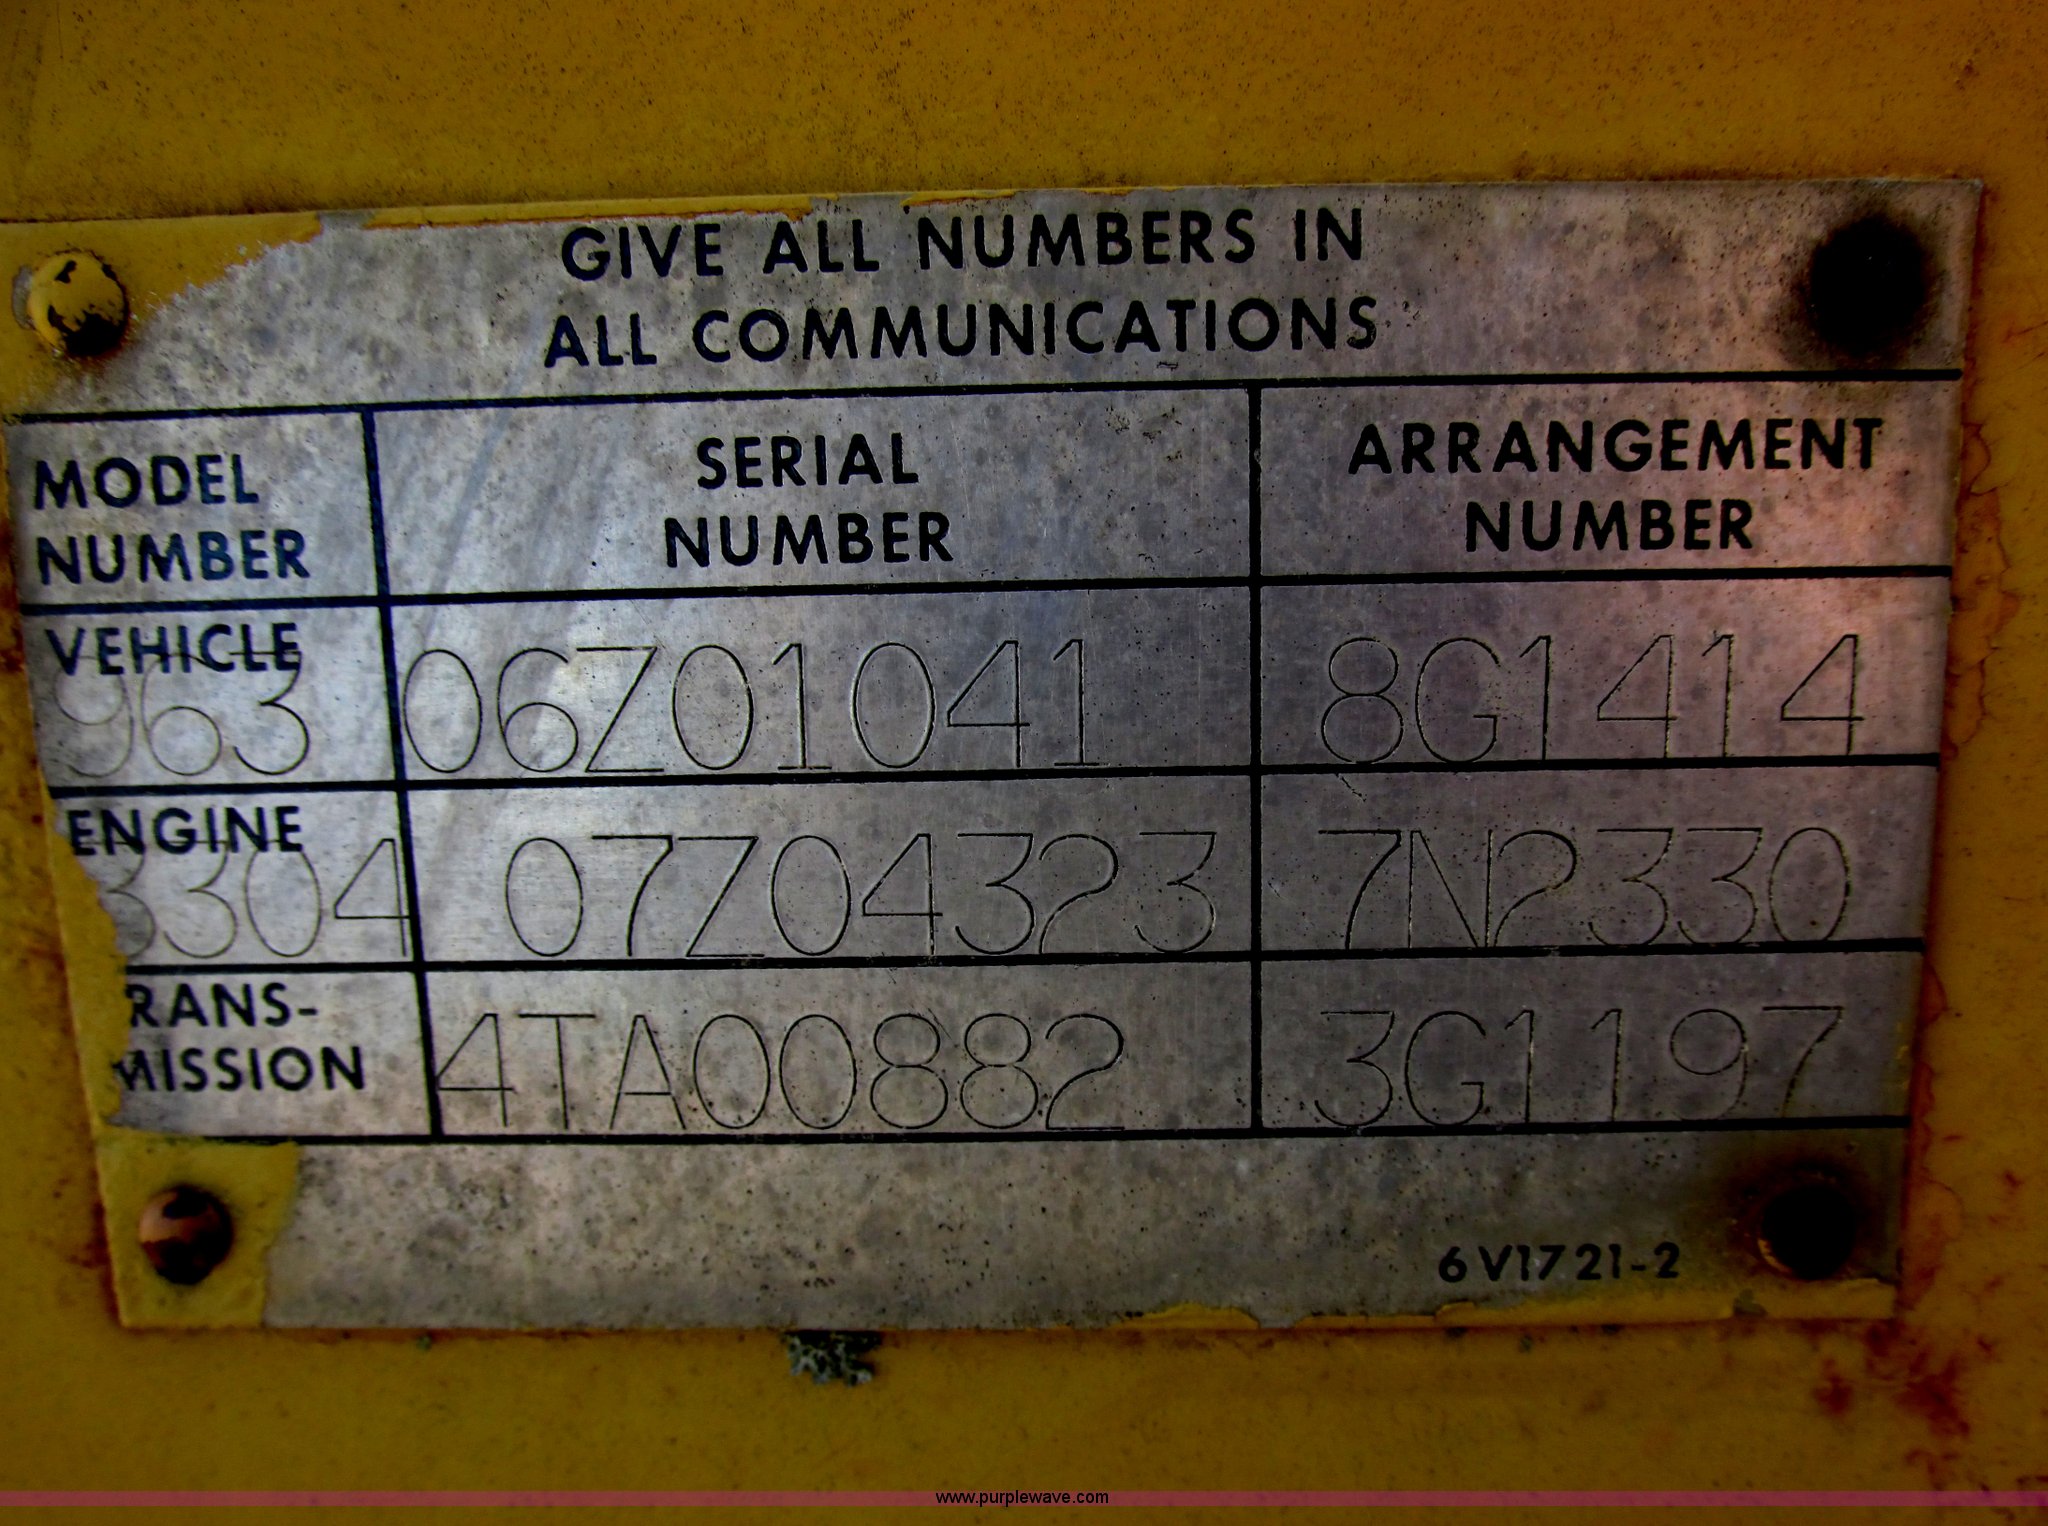 GIVE ALL NUMBERS IN
ALL COMMUNICATIONS
MODEL NUMBER
SERIAL NUMBER
ARRANGEMENT NUMBER
VEHICLE
963 06Z01041 8G1414
ENGINE
3304 07Z04323 7N2330
RANS-
MISSION
4TA00882 3G1197
6V1721-2
www.purplewave.com